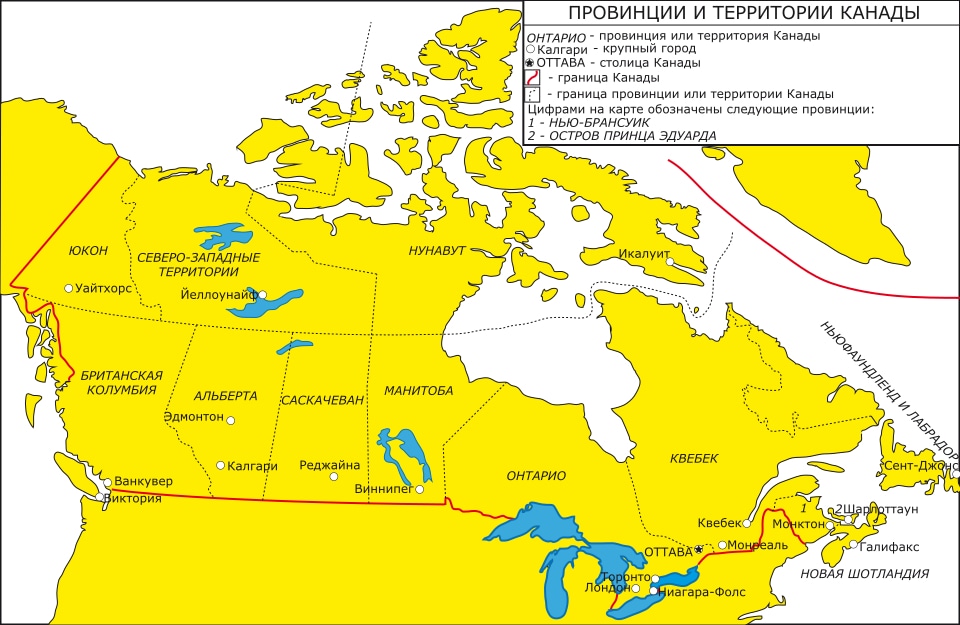 ПРОВИНЦИИ И ТЕРРИТОРИИ КАНАДЫ
ОНТАРИО - провинция или территория Канады
Калгари - крупный город
ОТТАВА - столица Канады
- граница Канады
- граница провинции или территории Канады
Цифрами на карте обозначены следующие провинции:
1 - НЬЮ-БРАНСУИК
2 - ОСТРОВ ПРИНЦА ЭДУАРДА
ЮКОН
СЕВЕРО-ЗАПАДНЫЕ
ТЕРРИТОРИИ
НУНАВУТ
Икалуит
Уайтхорс
Йеллоунайф
НЬЮФАУНДЛЕНД И ЛАБРАДОР
БРИТАНСКАЯ
КОЛУМБИЯ
АЛЬБЕРТА
САСКАЧЕВАН
МАНИТОБА
Эдмонтон
Калгари
Реджайна
Виннипег
ОНТАРИО
КВЕБЕК
Сент-Джонс
Ванкувер
Виктория
1
2
Шарлоттаун
Квебек
Монктон
ОТТАВА
Монреаль
Галифакс
НОВАЯ ШОТЛАНДИЯ
Торонто
Лондон
Ниагара-Фолс